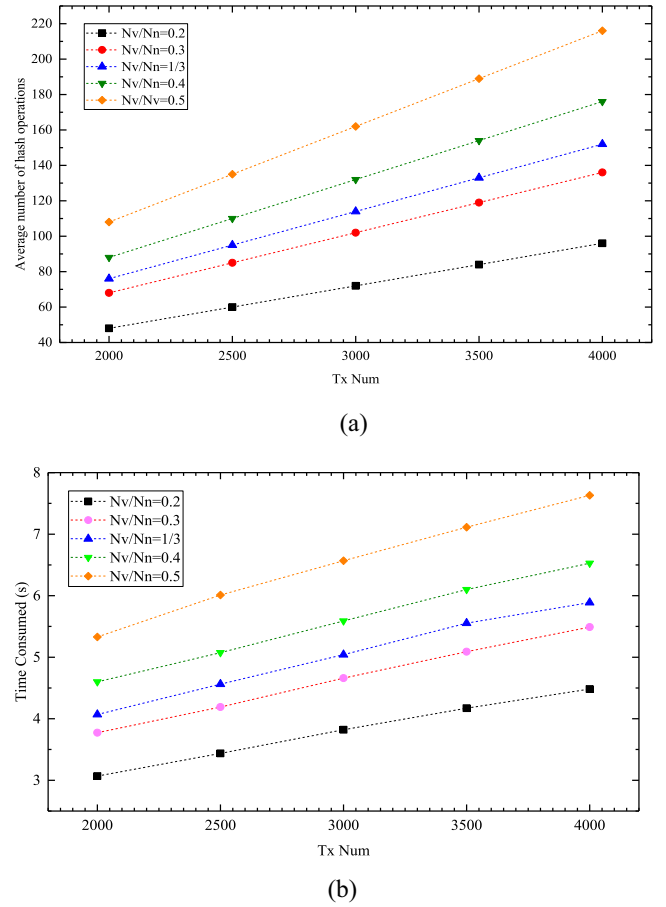 220
200
180
160
140
120
100
80
60
40
Average number of hash operations
Nv/Nn=0.2
Nv/Nn=0.3
Nv/Nn=1/3
Nv/Nn=0.4
Nv/Nv=0.5
2000 2500 3000 3500 4000
Tx Num
(a)
8
7
6
5
4
3
Time Consumed (s)
Nv/Nn=0.2
Nv/Nn=0.3
Nv/Nn=1/3
Nv/Nn=0.4
Nv/Nn=0.5
2000 2500 3000 3500 4000
Tx Num
(b)